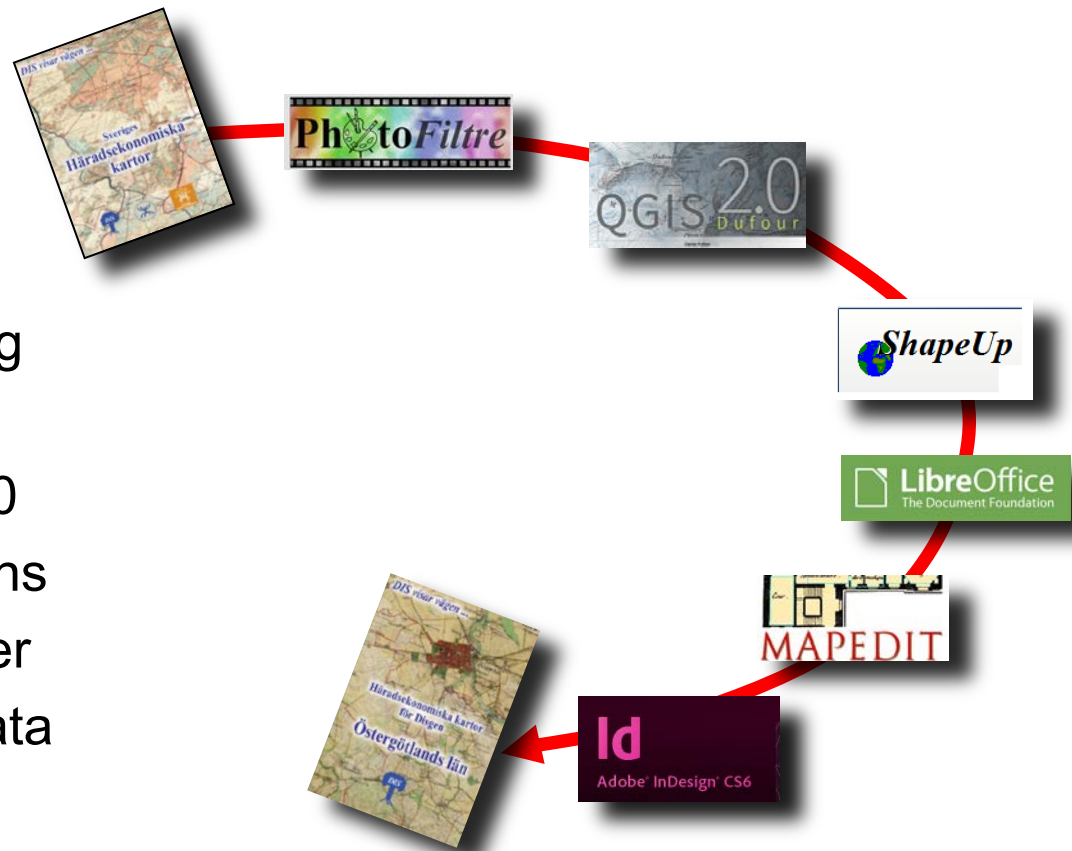 DIS visar vägen ...
Sveriges
Häradsekonomiska
kartor
PhotoFiltre
QGIS 2.0
Dufour
ShapeUp
LibreOffice
The Document Foundation
MAPEDIT
Id
Adobe® InDesign® CS6
DIS visar vägen ...
Häradsekonomiska kartor
för Disgen
Östergötlands län
DIS
g
0
ns
er
ata